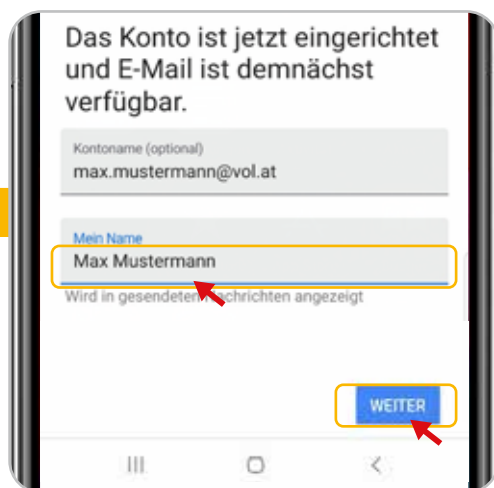 Das Konto ist jetzt eingerichtet
und E-Mail ist demnächst
verfügbar.
Kontoname (optional)
max.mustermann@vol.at
Mein Name
Max Mustermann
Wird in gesendeten Nachrichten angezeigt
WEITER